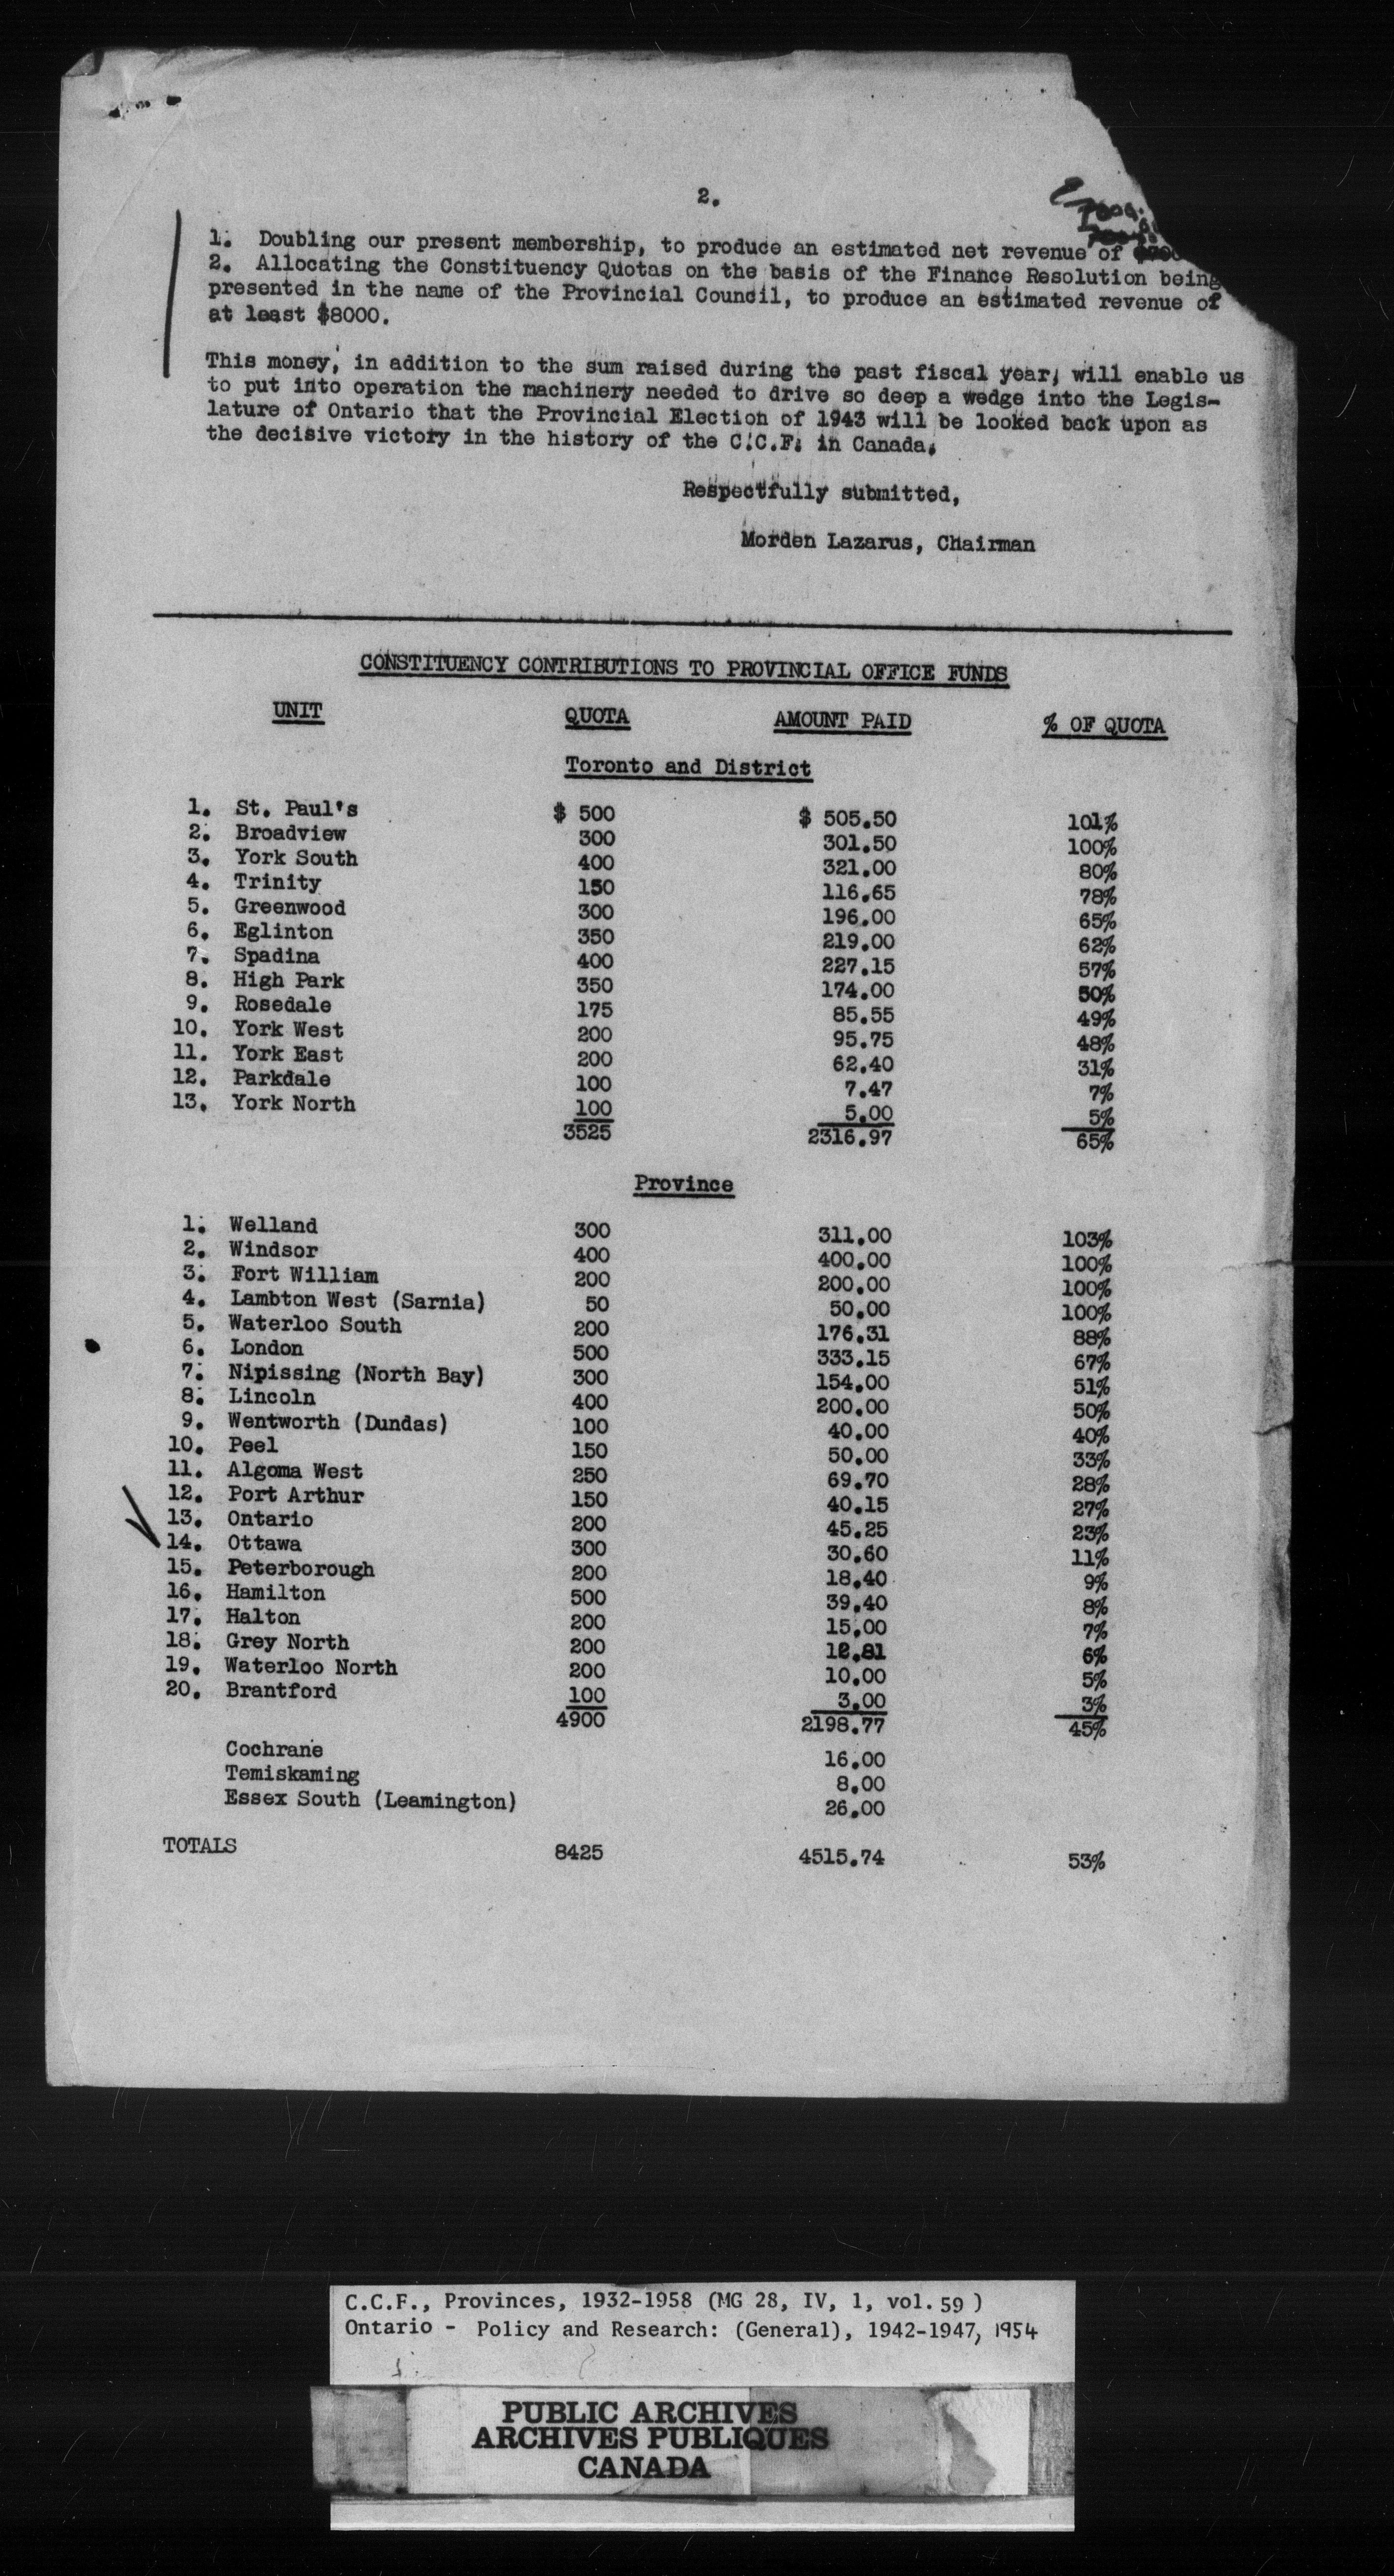 2.
7000.
1. Doubling our present membership, to produce an estimated net revenue of
2. Allocating the Constituency Quotas on the basis of the Finance Resolution being
presented in the name of the Provincial Council, to produce an estimated revenue of
at least $8000.
This money, in addition to the sum raised during the past fiscal year, will enable us
to put into operation the machinery needed to drive so deep a wedge into the Legis-
lature of Ontario that the Provincial Election of 1943 will be looked back upon as
the decisive victory in the history of the C.C.F. in Canada.
Respectfully submitted,
Morden Lazarus, Chairman
CONSTITUENCY CONTRIBUTIONS TO PROVINCIAL OFFICE FUNDS
UNIT QUOTA AMOUNT PAID % OF QUOTA
Toronto and District
1. St. Paul's $ 500 $ 505.50 101%
2. Broadview 300 301.50 100%
3. York South 400 321.00 80%
4. Trinity 150 116.65 78%
5. Greenwood 300 196.00 65%
6. Eglinton 350 219.00 62%
7. Spadina 400 227.15 57%
8. High Park 350 174.00 50%
9. Rosedale 175 85.55 49%
10. York West 200 95.75 48%
11. York East 200 62.40 31%
12. Parkdale 100 7.47 7%
13. York North 100 5.00 5%
3525 2316.97 65%
Province
1. Welland 300 311.00 103%
2. Windsor 400 400.00 100%
3. Fort William 200 200.00 100%
4. Lambton West (Sarnia) 50 50.00 100%
5. Waterloo South 200 176.31 88%
6. London 500 333.15 67%
7. Nipissing (North Bay) 300 154.00 51%
8. Lincoln 400 200.00 50%
9. Wentworth (Dundas) 100 40.00 40%
10. Peel 150 50.00 33%
11. Algoma West 250 69.70 28%
12. Port Arthur 150 40.15 27%
13. Ontario 200 45.25 23%
14. Ottawa 300 30.60 11%
15. Peterborough 200 18.40 9%
16. Hamilton 500 39.40 8%
17. Halton 200 15.00 7%
18. Grey North 200 12.81 6%
19. Waterloo North 200 10.00 5%
20. Brantford 100 3.00 3%
4900 2198.77 45%
Cochrane 16.00
Temiskaming 8.00
Essex South (Leamington) 26.00
TOTALS 8425 4515.74 53%
C.C.F., Provinces, 1932-1958 (MG 28, IV, 1, vol. 59 )
Ontario - Policy and Research: (General), 1942-1947, 1954
PUBLIC ARCHIVES
ARCHIVES PUBLIQUES
CANADA